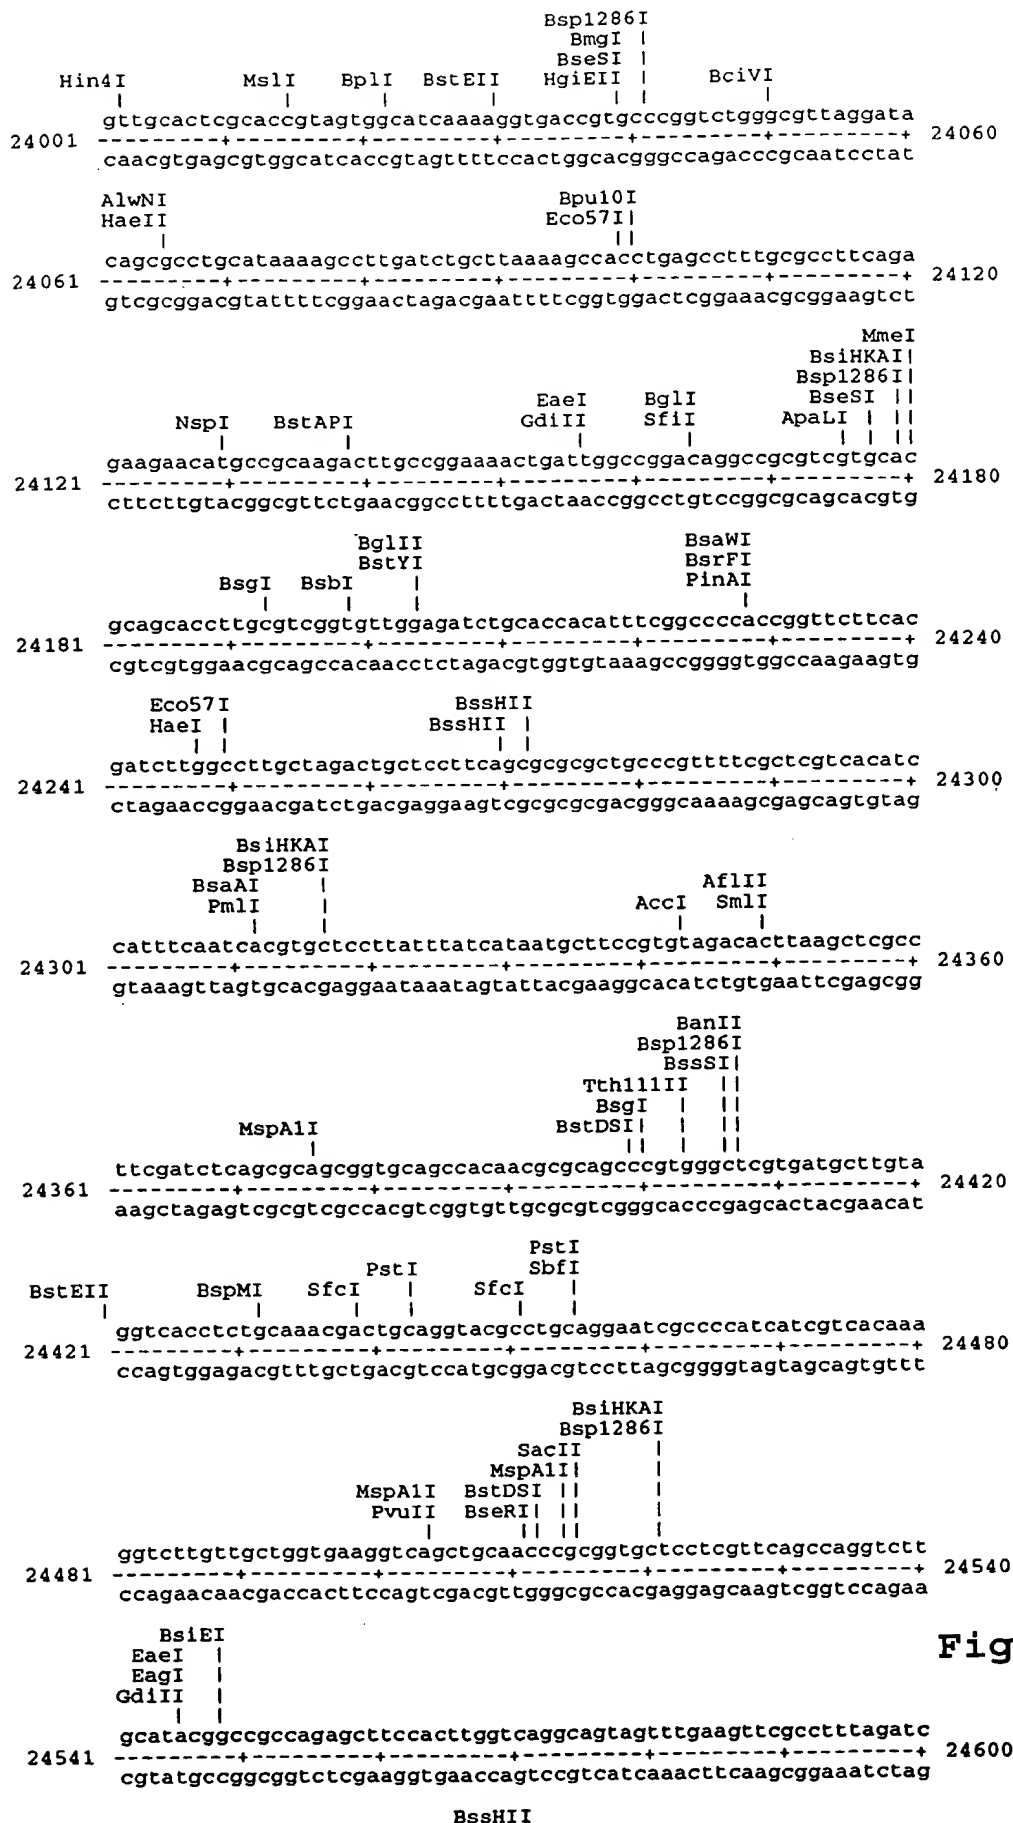 Bsp1286I
BmgI |
BseSI |
Hin4I MslI BplI BstEII HgiEII | BciVI
| | | | | | |
gttgcactcgcaccgtagtggcatcaaaaggtgaccgtgcccggtctgggcgttaggata
24001 ---------+---------+---------+---------+---------+---------+ 24060
caacgtgagcgtggcatcaccgtagttttccactggcacgggccagacccgcaatcctat
AlwNI Bpu10I
HaeII Eco57I|
| ||
cagcgcctgcataaaagccttgatctgcttaaaagccacctgagcctttgcgccttcaga
24061 ---------+---------+---------+---------+---------+---------+ 24120
gtcgcggacgtattttcggaactagacgaattttcggtggactcggaaacgcggaagtct
MmeI
BsiHKAI|
Bsp1286I||
EaeI BglI BseSI ||
NspI BstAPI GdiII SfiI ApaLI | ||
| | | | | | ||
gaagaacatgccgcaagacttgccggaaaactgattggccggacaggccgcgtcgtgcac
24121 ---------+---------+---------+---------+---------+---------+ 24180
cttcttgtacggcgttctgaacggccttttgactaaccggcctgtccggcgcagcacgtg
BglII BsaWI
BstYI BsrFI
BsgI BsbI | PinAI
| | | |
gcagcaccttgcgtcggtgttggagatctgcaccacatttcggccccaccggttcttcac
24181 ---------+---------+---------+---------+---------+---------+ 24240
cgtcgtggaacgcagccacaacctctagacgtggtgtaaagccggggtggccaagaagtg
Eco57I BssHII
HaeI | BssHII |
| | | |
gatcttggccttgctagactgctccttcagcgcgcgctgcccgttttcgctcgtcacatc
24241 ---------+---------+---------+---------+---------+---------+ 24300
ctagaaccggaacgatctgacgaggaagtcgcgcgcgacgggcaaaagcgagcagtgtag
BsiHKAI
Bsp1286I
BsaAI | AflII
PmlI | AccI SmlI
| | | |
catttcaatcacgtgctccttatttatcataatgcttccgtgtagacacttaagctcgcc
24301 ---------+---------+---------+---------+---------+---------+ 24360
gtaaagttagtgcacgaggaataaatagtattacgaaggcacatctgtgaattcgagcgg
BanII
Bsp1286I
BssSI|
Tth111II ||
BsgI | ||
MspA1I BstDSI| | ||
| || | ||
ttcgatctcagcgcagcggtgcagccacaacgcgcagcccgtgggctcgtgatgcttgta
24361 ---------+---------+---------+---------+---------+---------+ 24420
aagctagagtcgcgtcgccacgtcggtgttgcgcgtcgggcacccgagcactacgaacat
PstI
PstI SbfI
BstEII BspMI SfcI | SfcI |
| | | | | |
ggtcacctctgcaaacgactgcaggtacgcctgcaggaatcgccccatcatcgtcacaaa
24421 ---------+---------+---------+---------+---------+---------+ 24480
ccagtggagacgtttgctgacgtccatgcggacgtccttagcggggtagtagcagtgttt
BsiHKAI
Bsp1286I
SacII |
MspA1I| |
MspA1I BstDSI || |
PvuII BseRI| || |
| || || |
ggtcttgttgctggtgaaggtcagctgcaacccgcggtgctcctcgttcagccaggtctt
24481 ---------+---------+---------+---------+---------+---------+ 24540
ccagaacaacgaccacttccagtcgacgttgggcgccacgaggagcaagtcggtccagaa
BsiEI
EaeI |
EagI |
GdiII |
| |
Fig
gcatacggccgccagagcttccacttggtcaggcagtagtttgaagttcgcctttagatc
24541 ---------+---------+---------+---------+---------+---------+ 24600
cgtatgccggcggtctcgaaggtgaaccagtccgtcatcaaacttcaagcggaaatctag
BssHII